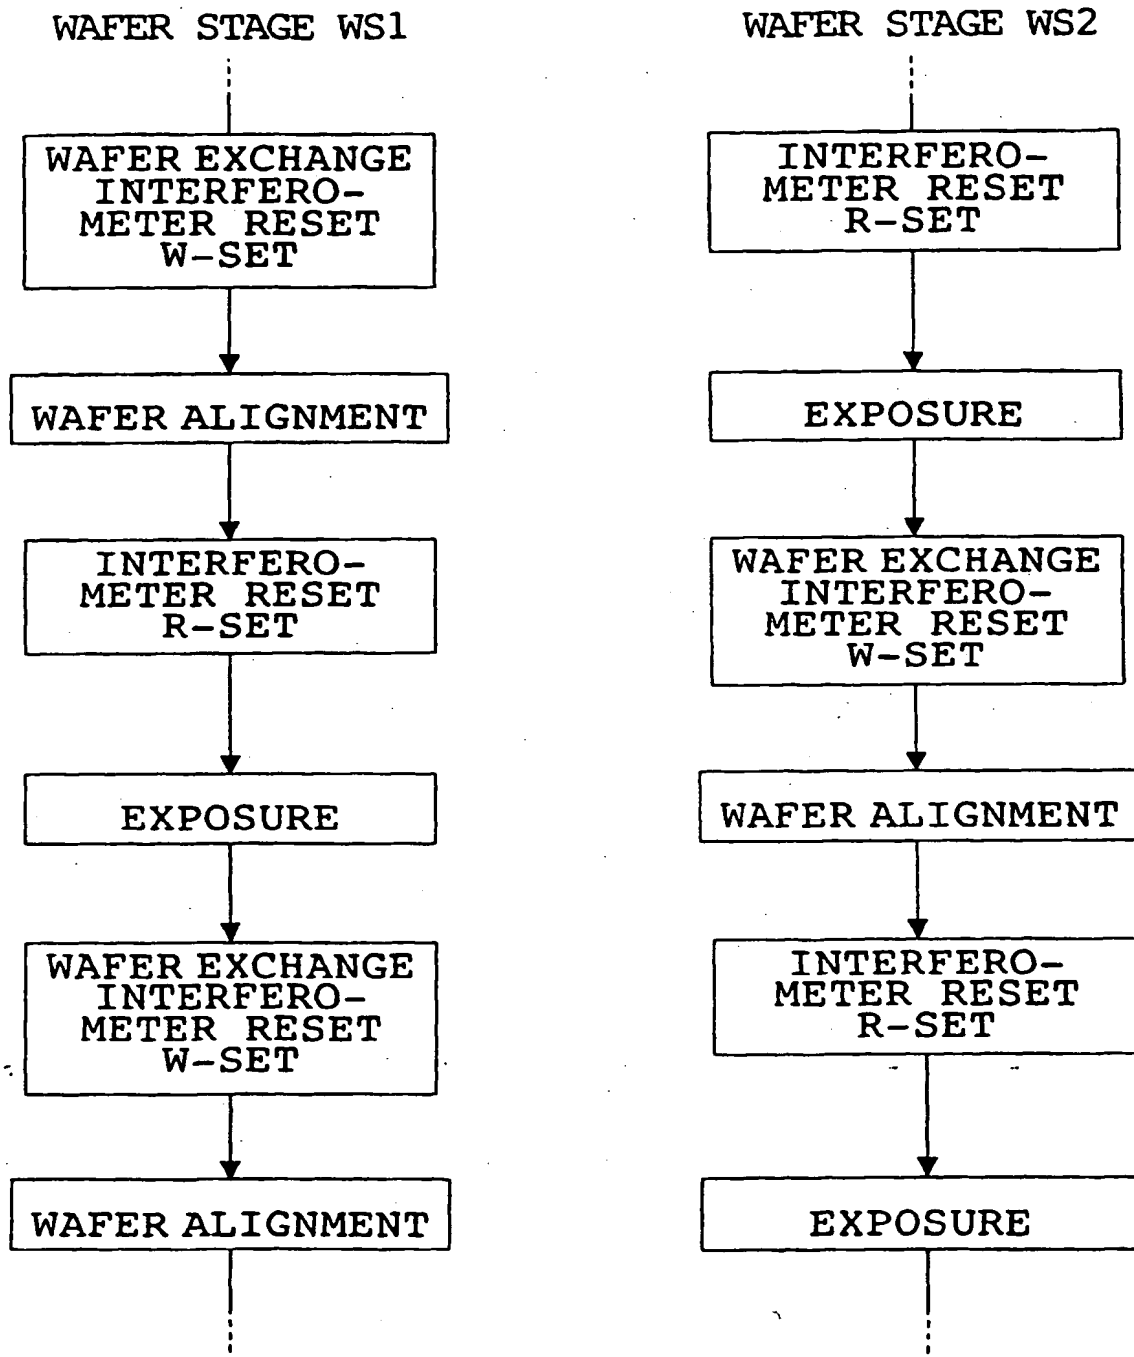 WAFER STAGE WS1
WAFER EXCHANGE
INTERFERO-
METER RESET
W-SET
WAFER ALIGNMENT
INTERFERO-
METER RESET
R-SET
EXPOSURE
WAFER EXCHANGE
INTERFERO-
METER RESET
W-SET
WAFER ALIGNMENT
WAFER STAGE WS2
INTERFERO-
METER RESET
R-SET
EXPOSURE
WAFER EXCHANGE
INTERFERO-
METER RESET
W-SET
WAFER ALIGNMENT
INTERFERO-
METER RESET
R-SET
EXPOSURE